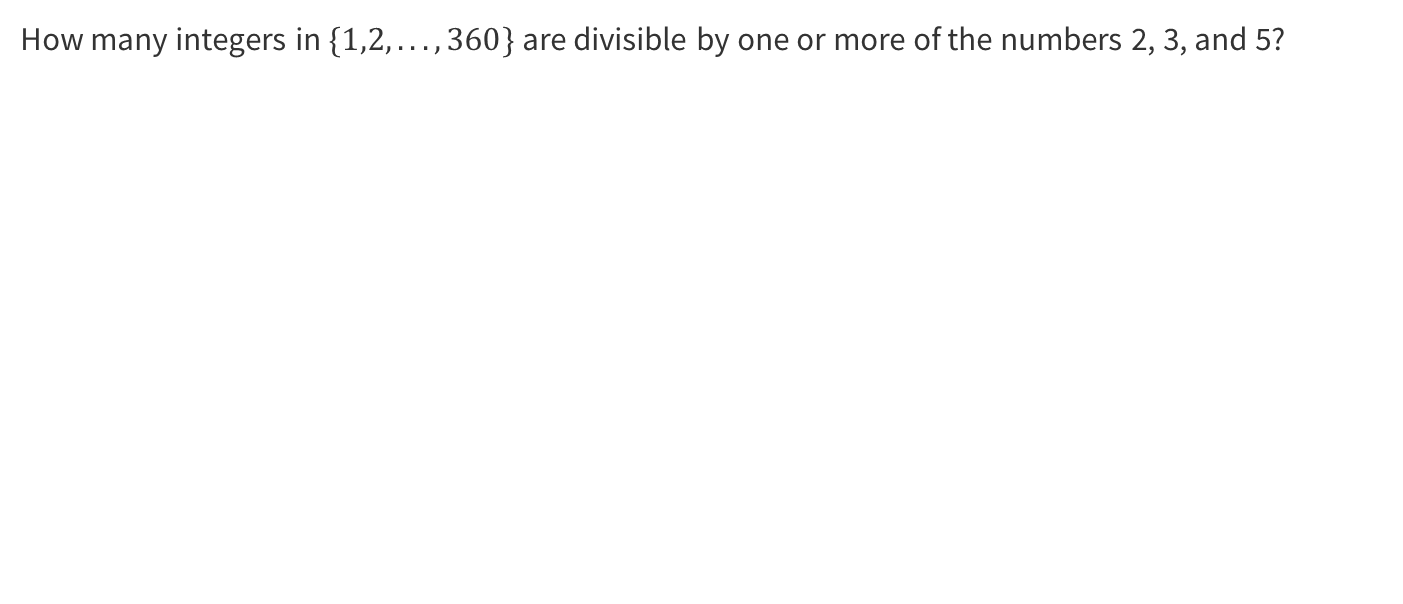 How many integers in {1,2,...,360} are divisible by one or more of the numbers 2, 3, and 5?